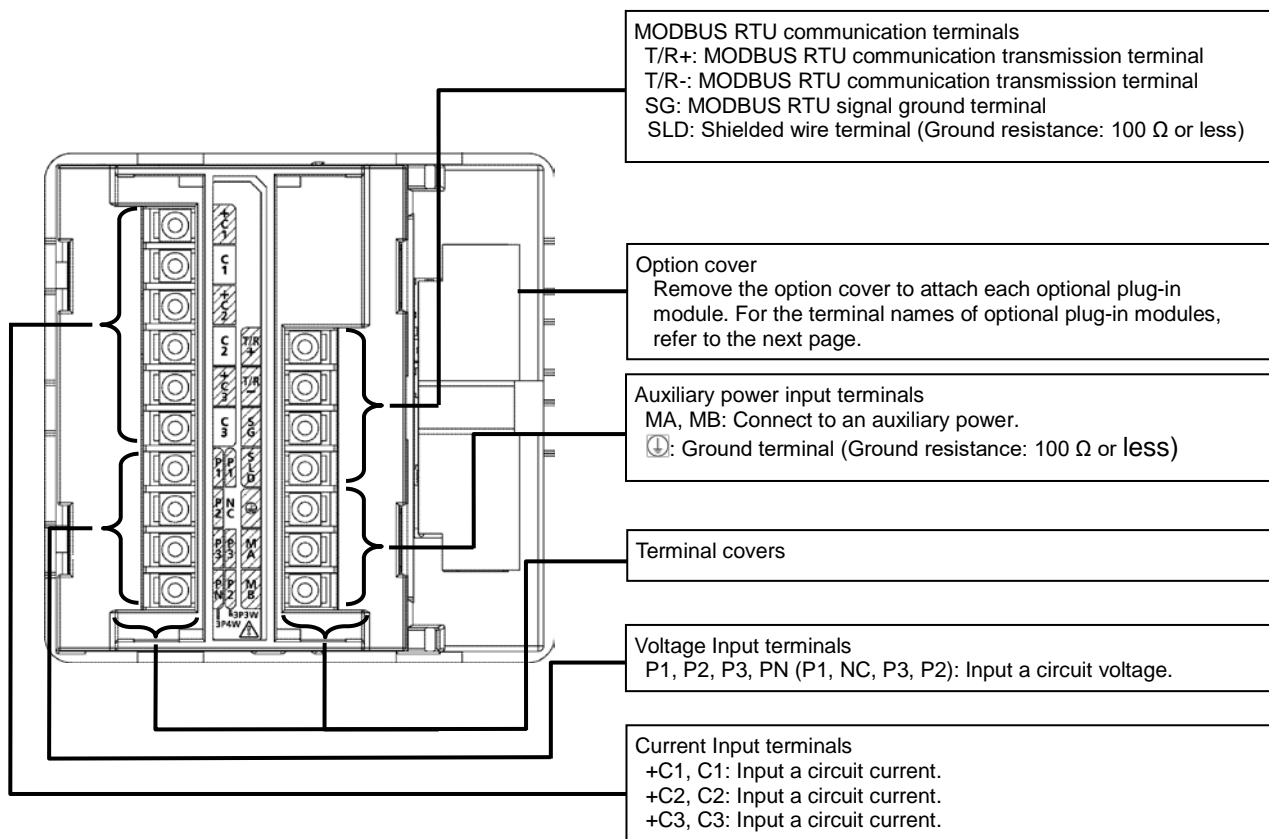 MODBUS RTU communication terminals
T/R+: MODBUS RTU communication transmission terminal
T/R-: MODBUS RTU communication transmission terminal
SG: MODBUS RTU signal ground terminal
SLD: Shielded wire terminal (Ground resistance: 100 Ω or less)
Option cover
Remove the option cover to attach each optional plug-in
module. For the terminal names of optional plug-in modules,
refer to the next page.
Auxiliary power input terminals
MA, MB: Connect to an auxiliary power.
⏚: Ground terminal (Ground resistance: 100 Ω or less)
Terminal covers
Voltage Input terminals
P1, P2, P3, PN (P1, NC, P3, P2): Input a circuit voltage.
Current Input terminals
+C1, C1: Input a circuit current.
+C2, C2: Input a circuit current.
+C3, C3: Input a circuit current.
+C1
C1
+C2
C2 T/R+
+C3 T/R-
C3 SG
P1 P1 SLD
P2 NC ⏚
P3 P3 MA
PN P2 MB
3P3W
3P4W